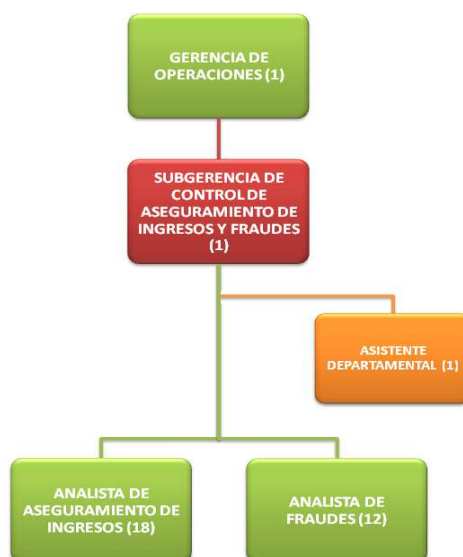 GERENCIA DE
OPERACIONES (1)
SUBGERENCIA DE
CONTROL DE
ASEGURAMIENTO DE
INGRESOS Y FRAUDES
(1)
ASISTENTE
DEPARTAMENTAL (1)
ANALISTA DE
ASEGURAMIENTO DE
INGRESOS (18)
ANALISTA DE
FRAUDES (12)